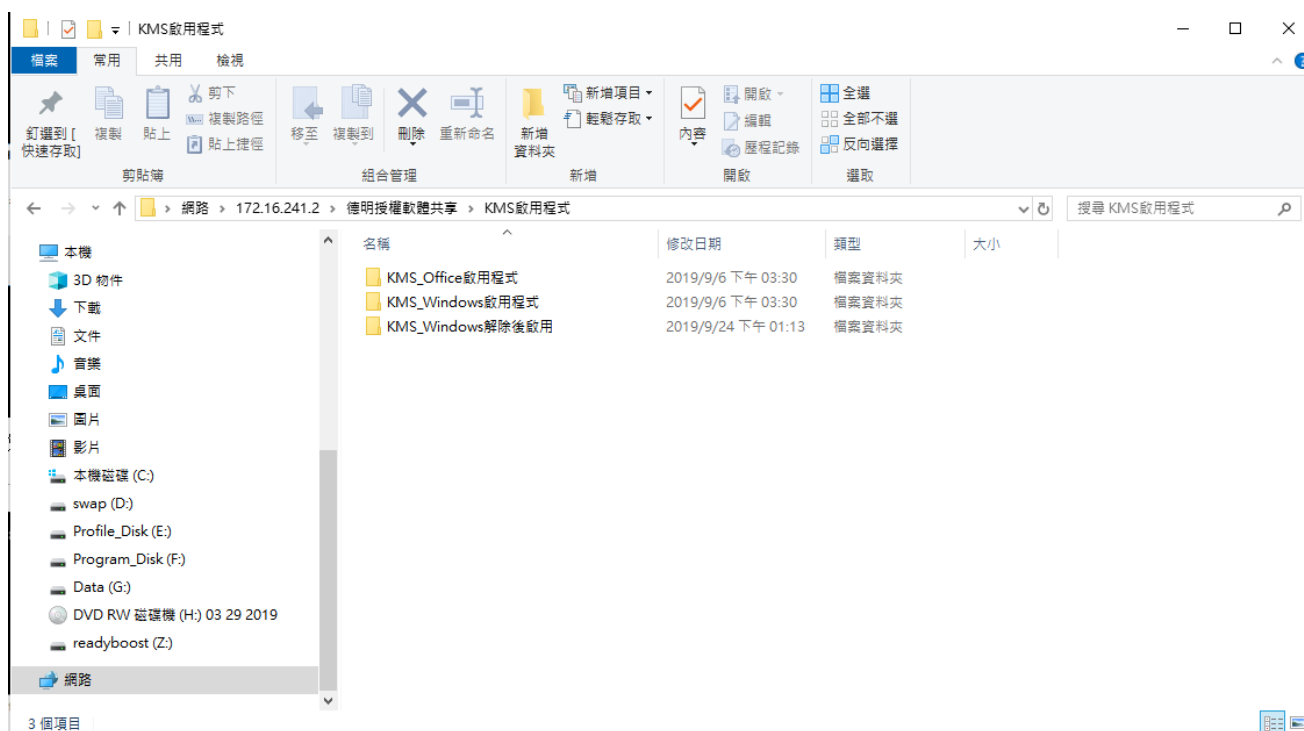 KMS啟用程式
檔案 常用 共用 檢視
釘選到 [快速存取]
複製
貼上
剪下
複製路徑
貼上捷徑
剪貼簿
移至
複製到
刪除
重新命名
組合管理
新增資料夾
新增項目
輕鬆存取
新增
內容
開啟
編輯
歷程記錄
開啟
全選
全部不選
反向選擇
選取
網路 › 172.16.241.2 › 德明授權軟體共享 › KMS啟用程式
搜尋 KMS啟用程式
本機
3D 物件
下載
文件
音樂
桌面
圖片
影片
本機磁碟 (C:)
swap (D:)
Profile_Disk (E:)
Program_Disk (F:)
Data (G:)
DVD RW 磁碟機 (H:) 03 29 2019
readyboost (Z:)
網路
名稱 修改日期 類型 大小
KMS_Office啟用程式 2019/9/6 下午 03:30 檔案資料夾
KMS_Windows啟用程式 2019/9/6 下午 03:30 檔案資料夾
KMS_Windows解除後啟用 2019/9/24 下午 01:13 檔案資料夾
3 個項目